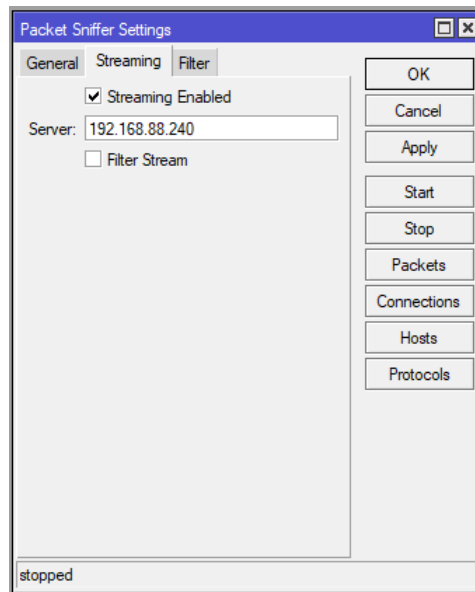 Packet Sniffer Settings
General Streaming Filter
Streaming Enabled
Server: 192.168.88.240
Filter Stream
OK
Cancel
Apply
Start
Stop
Packets
Connections
Hosts
Protocols
stopped